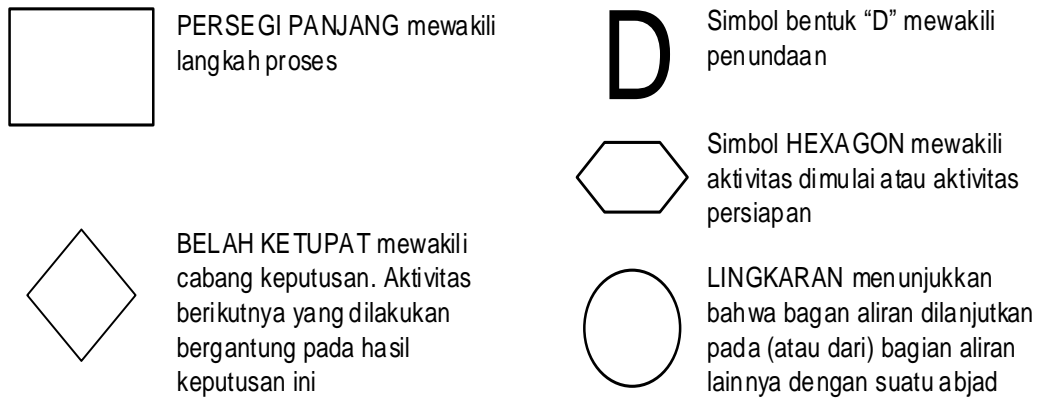 PERSEGI PANJANG mewakili
langkah proses
BELAH KETUPAT mewakili
cabang keputusan. Aktivitas
berikutnya yang dilakukan
bergantung pada hasil
keputusan ini
D
Simbol bentuk “D” mewakili
penundaan
Simbol HEXAGON mewakili
aktivitas dimulai atau aktivitas
persiapan
LINGKARAN menunjukkan
bahwa bagan aliran dilanjutkan
pada (atau dari) bagian aliran
lainnya dengan suatu abjad